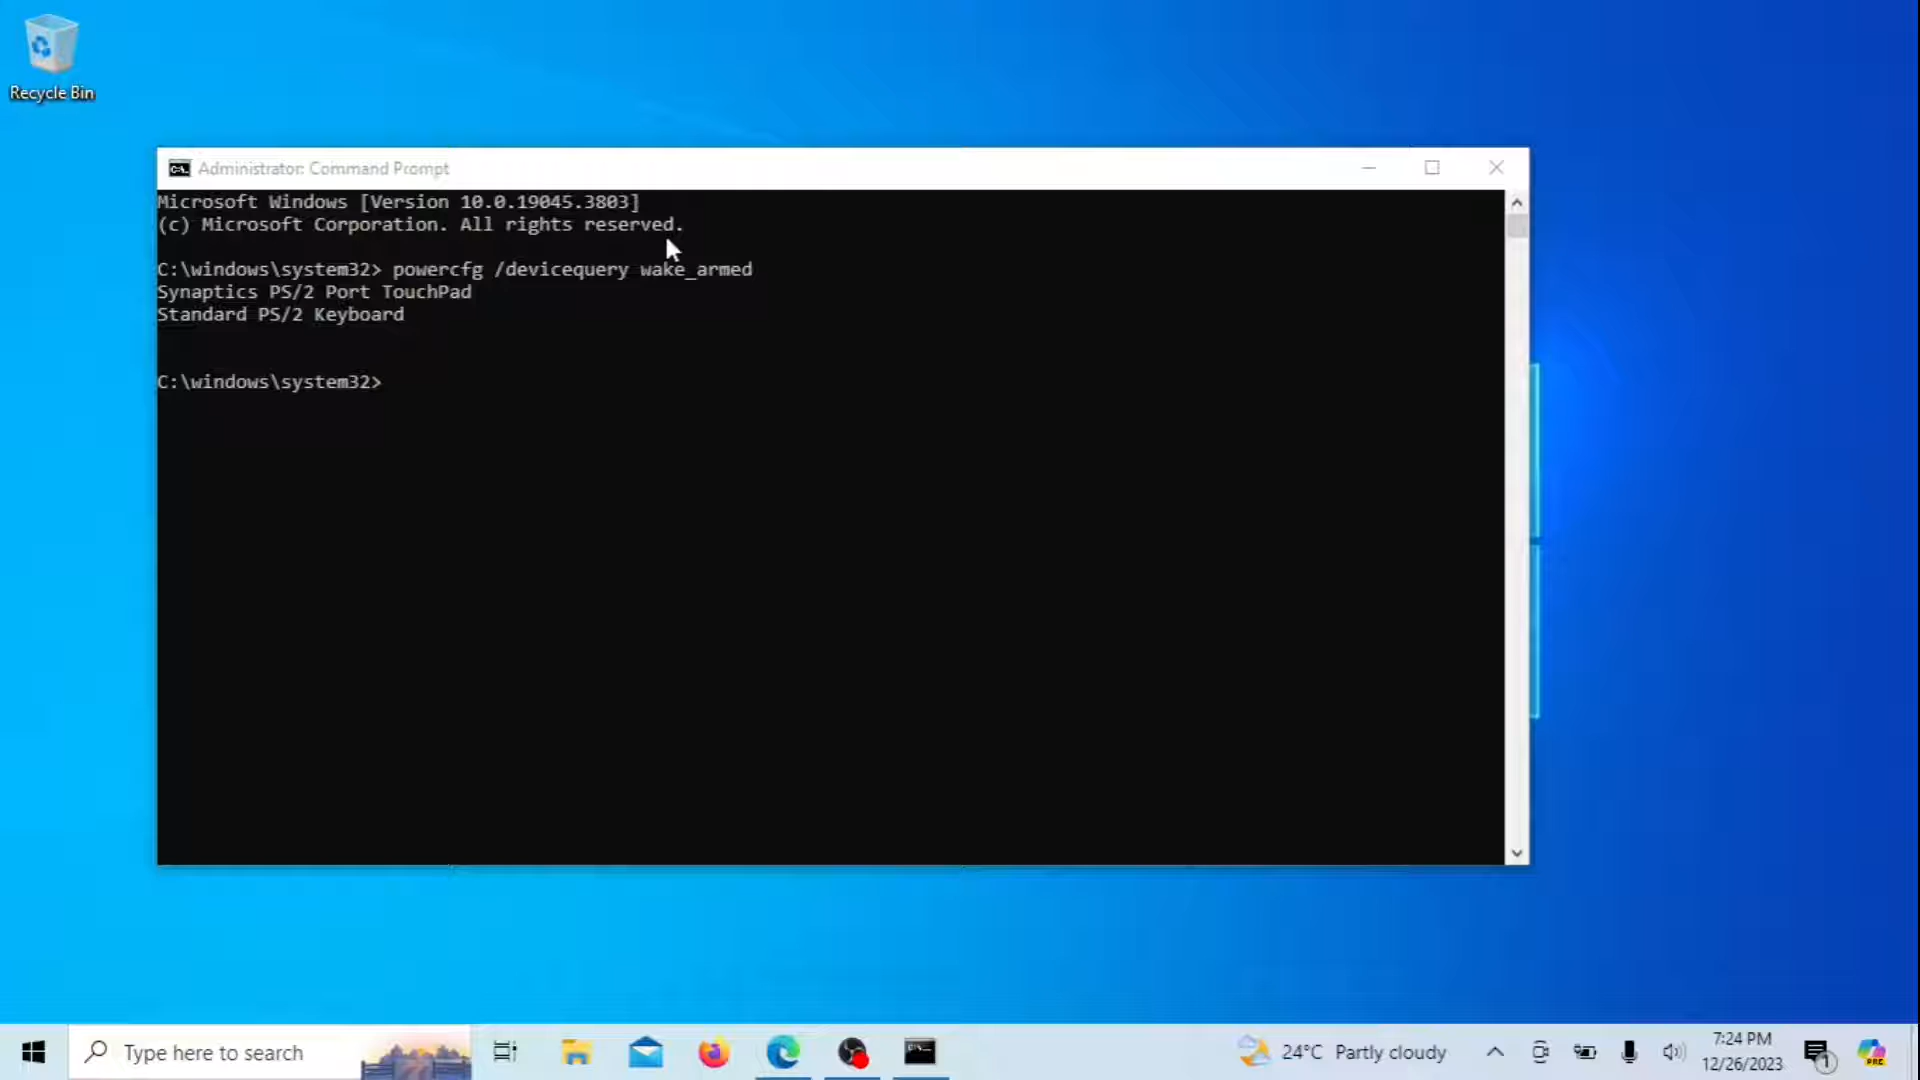 Recycle Bin
Administrator: Command Prompt
Microsoft Windows [Version 10.0.19045.3803]
(c) Microsoft Corporation. All rights reserved.
C:\windows\system32> powercfg /devicequery wake_armed
Synaptics PS/2 Port TouchPad
Standard PS/2 Keyboard
C:\windows\system32>
Type here to search
24°C Partly cloudy
7:24 PM
12/26/2023
1
PRE